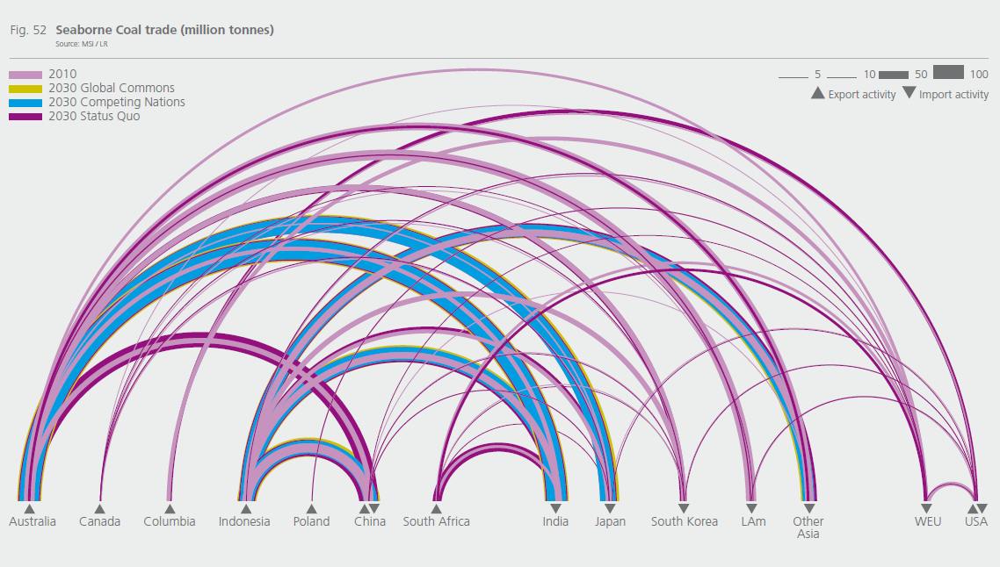 Fig. 52 Seaborne Coal trade (million tonnes)
Source: MSI / LR
2010
2030 Global Commons
2030 Competing Nations
2030 Status Quo
5 10 50 100
Export activity Import activity
Australia Canada Columbia Indonesia Poland China South Africa India Japan South Korea LAm Other WEU USA
Asia